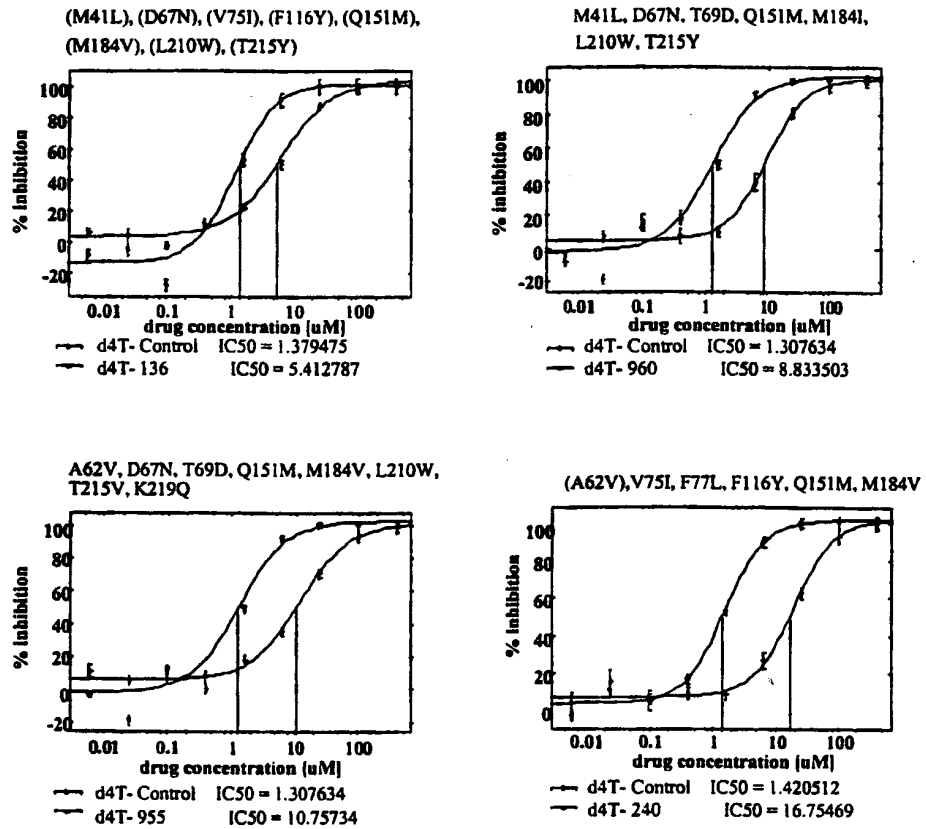 (M41L), (D67N), (V75I), (F116Y), (Q151M),
(M184V), (L210W), (T215Y)
100
80
60
40
20
0
-20
% inhibition
0.01 0.1 1 10 100
drug concentration [uM]
d4T- Control IC50 = 1.379475
d4T- 136 IC50 = 5.412787
M41L, D67N, T69D, Q151M, M184I,
L210W, T215Y
100
80
60
40
20
0
-20
% inhibition
0.01 0.1 1 10 100
drug concentration [uM]
d4T- Control IC50 = 1.307634
d4T- 960 IC50 = 8.833503
A62V, D67N, T69D, Q151M, M184V, L210W,
T215V, K219Q
100
80
60
40
20
0
-20
% inhibition
0.01 0.1 1 10 100
drug concentration [uM]
d4T- Control IC50 = 1.307634
d4T- 955 IC50 = 10.75734
(A62V),V75I, F77L, F116Y, Q151M, M184V
100
80
60
40
20
0
% inhibition
0.01 0.1 1 10 100
drug concentration [uM]
d4T- Control IC50 = 1.420512
d4T- 240 IC50 = 16.75469